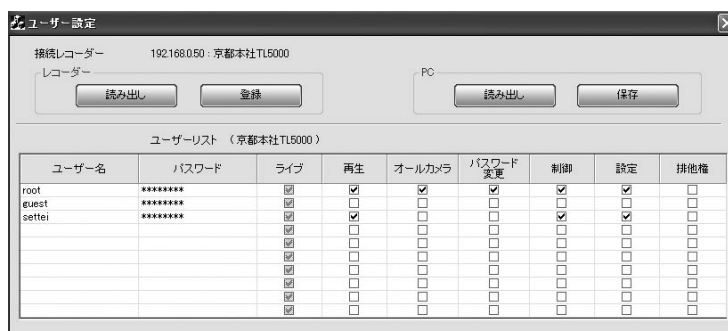 ユーザー設定
接続レコーダー 192.168.0.50 : 京都本社TL5000
レコーダー
読み出し 登録
PC
読み出し 保存
ユーザーリスト （京都本社TL5000）
ユーザー名 パスワード ライブ 再生 オールカメラ パスワード変更 制御 設定 排他権
root ********
guest ********
settei ********